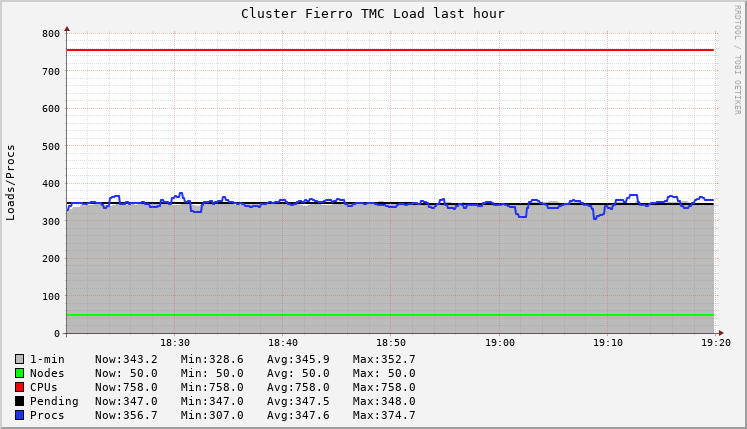 Cluster Fierro TMC Load last hour
RRDTOOL / TOBI OETIKER
Loads/Procs
800
700
600
500
400
300
200
100
0
18:30 18:40 18:50 19:00 19:10 19:20
1-min Now:343.2 Min:328.6 Avg:345.9 Max:352.7
Nodes Now: 50.0 Min: 50.0 Avg: 50.0 Max: 50.0
CPUs Now:758.0 Min:758.0 Avg:758.0 Max:758.0
Pending Now:347.0 Min:347.0 Avg:347.5 Max:348.0
Procs Now:356.7 Min:307.0 Avg:347.6 Max:374.7